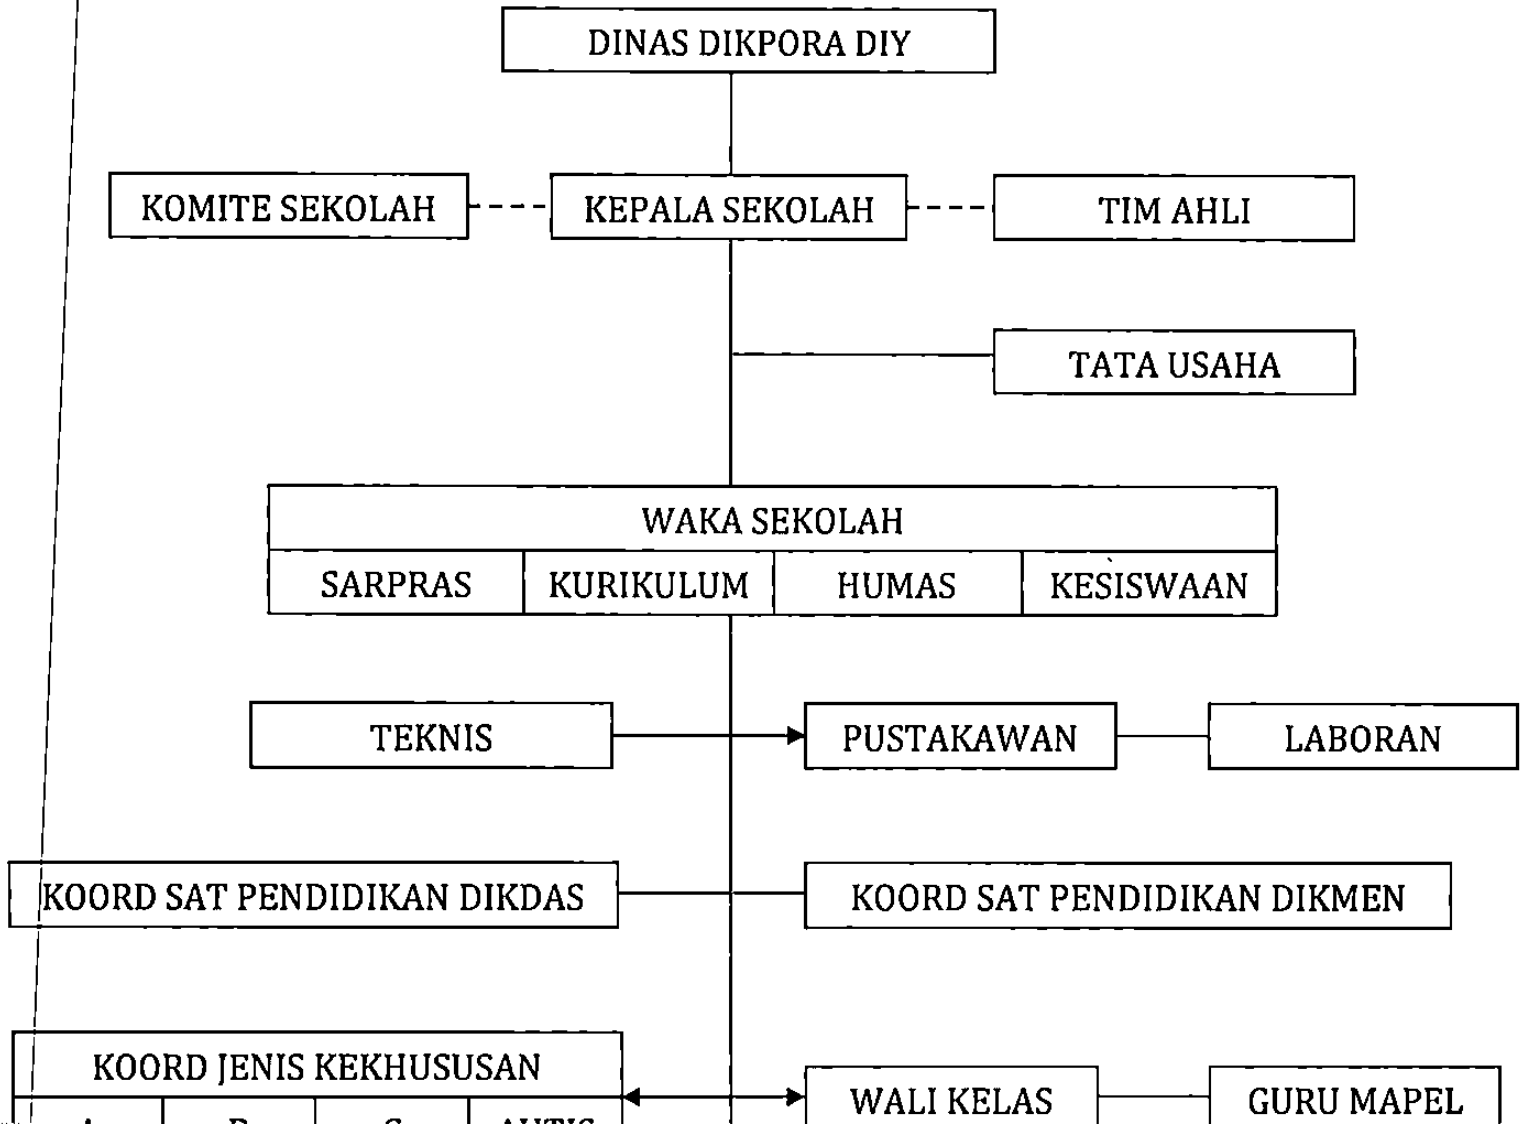 DINAS DIKPORA DIY
KOMITE SEKOLAH KEPALA SEKOLAH TIM AHLI
TATA USAHA
WAKA SEKOLAH
SARPRAS KURIKULUM HUMAS KESISWAAN
TEKNIS PUSTAKAWAN LABORAN
KOORD SAT PENDIDIKAN DIKDAS KOORD SAT PENDIDIKAN DIKMEN
KOORD JENIS KEKHUSUSAN
WALI KELAS GURU MAPEL
AUTIS